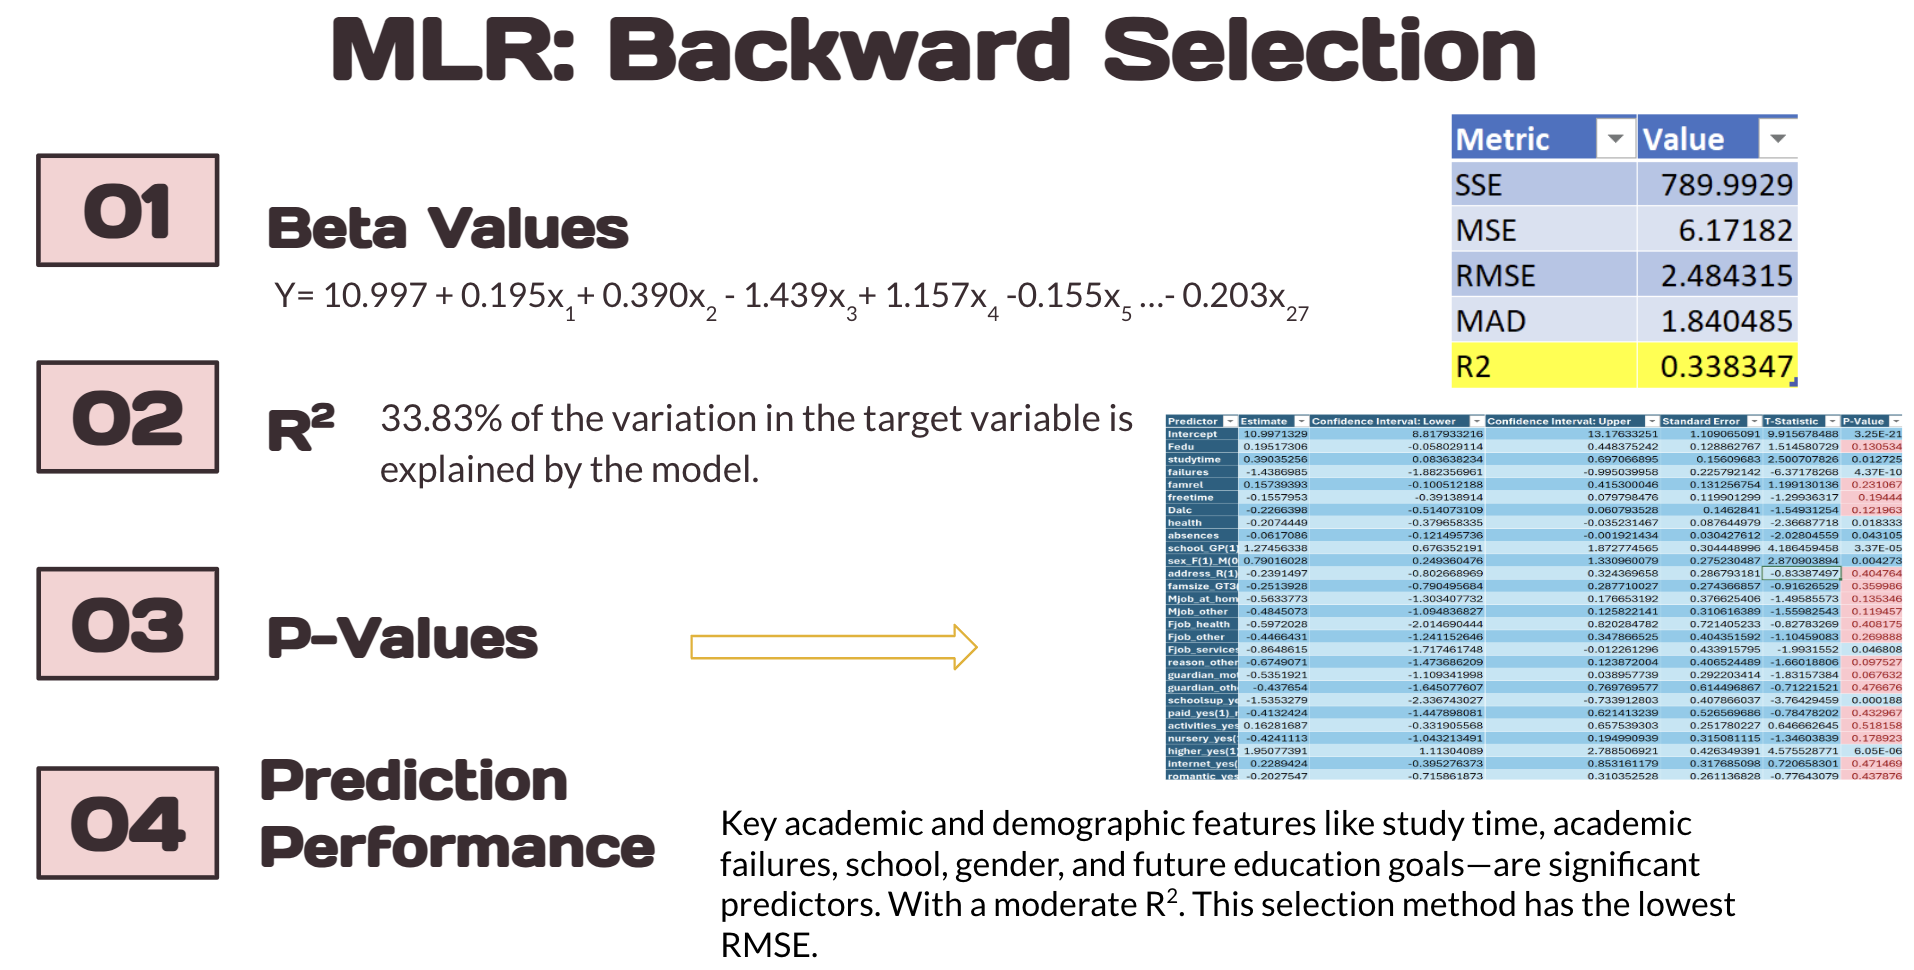 MLR: Backward Selection
01
Beta Values
Y= 10.997 + 0.195x1+ 0.390x2 - 1.439x3+ 1.157x4 -0.155x5 ...- 0.203x27
Metric Value
SSE 789.9929
MSE 6.17182
RMSE 2.484315
MAD 1.840485
R2 0.338347
02
R² 33.83% of the variation in the target variable is
explained by the model.
Predictor Estimate Confidence Interval: Lower Confidence Interval: Upper Standard Error T-Statistic P-Value
Intercept 10.9971329 8.817933216 13.17633251 1.109065091 9.915678488 3.25E-21
Fedu 0.19517306 -0.058029114 0.448375242 0.128862767 1.514580729 0.130534
studytime 0.39035256 0.083638234 0.697066895 0.15609683 2.500707826 0.012725
failures -1.4386985 -1.882356961 -0.995039958 0.225792142 -6.37178268 4.37E-10
famrel 0.15739393 -0.100512188 0.415300046 0.131256754 1.199130136 0.231067
freetime -0.1557953 -0.39138914 0.079798476 0.119901299 -1.29936317 0.19444
Dalc -0.2266398 -0.514073109 0.060793528 0.1462841 -1.54931254 0.121963
health -0.2074449 -0.379658335 -0.035231467 0.087644979 -2.36687718 0.018333
absences -0.0617086 -0.121495736 -0.001921434 0.030427612 -2.02804559 0.043105
school_GP(1) 1.27456338 0.676352191 1.872774565 0.304448996 4.186459458 3.37E-05
sex_F(1)_M(0 0.79016028 0.249360476 1.330960079 0.275230487 2.870903894 0.004273
address_R(1) -0.2391497 -0.802668969 0.324369658 0.286793181 -0.83387497 0.404764
famsize_GT3( -0.2513928 -0.790495684 0.287710027 0.274366857 -0.91626529 0.359986
Mjob_at_hom -0.5633773 -1.303407732 0.176653192 0.376625406 -1.49585573 0.135346
Mjob_other -0.4845073 -1.094836827 0.125822141 0.310616389 -1.55982543 0.119457
Fjob_health -0.5972028 -2.014690444 0.820284782 0.721405233 -0.82783269 0.408175
Fjob_other -0.4466431 -1.241152646 0.347866525 0.404351592 -1.10459083 0.269888
Fjob_services -0.8648615 -1.717461748 -0.012261296 0.433915795 -1.9931552 0.046808
reason_other -0.6749071 -1.473686209 0.123872004 0.406524489 -1.66018806 0.097527
guardian_mot -0.5351921 -1.109341998 0.038957739 0.292203414 -1.83157384 0.067632
guardian_oth -0.437654 -1.645077607 0.769769577 0.614496867 -0.71221521 0.476676
schoolsup_ye -1.5353279 -2.336743027 -0.733912803 0.407866037 -3.76429459 0.000188
paid_yes(1)_r -0.4132424 -1.447898081 0.621413239 0.526569686 -0.78478202 0.432967
activities_yes 0.16281687 -0.331905568 0.657539303 0.251780227 0.646662645 0.518158
nursery_yes( -0.4241113 -1.043213491 0.194990939 0.315081115 -1.34603839 0.178923
higher_yes(1) 1.95077391 1.11304089 2.788506921 0.426349391 4.575528771 6.05E-06
internet_yes( 0.2289424 -0.395276373 0.853161179 0.317685098 0.720658301 0.471469
romantic_yes -0.2027547 -0.715861873 0.310352528 0.261136828 -0.77643079 0.437876
03
P-Values
04
Prediction
Performance
Key academic and demographic features like study time, academic
failures, school, gender, and future education goals—are significant
predictors. With a moderate R². This selection method has the lowest
RMSE.